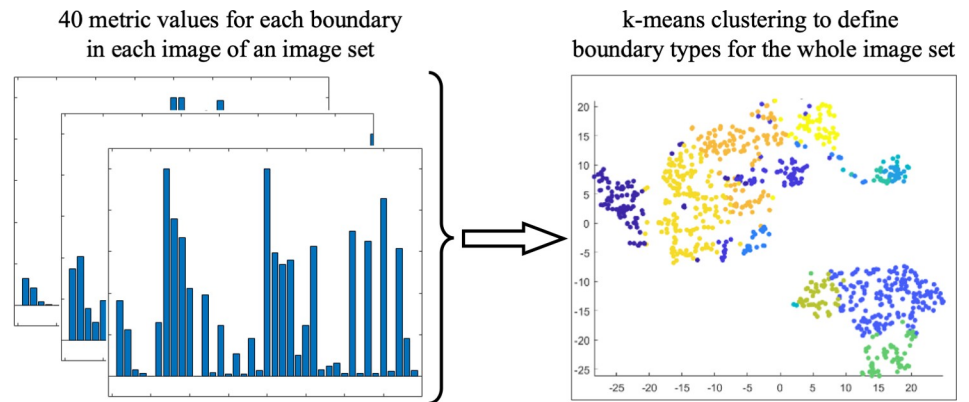 40 metric values for each boundary
in each image of an image set
k-means clustering to define
boundary types for the whole image set
20
15
10
5
0
-5
-10
-15
-20
-25
-25 -20 -15 -10 -5 0 5 10 15 20